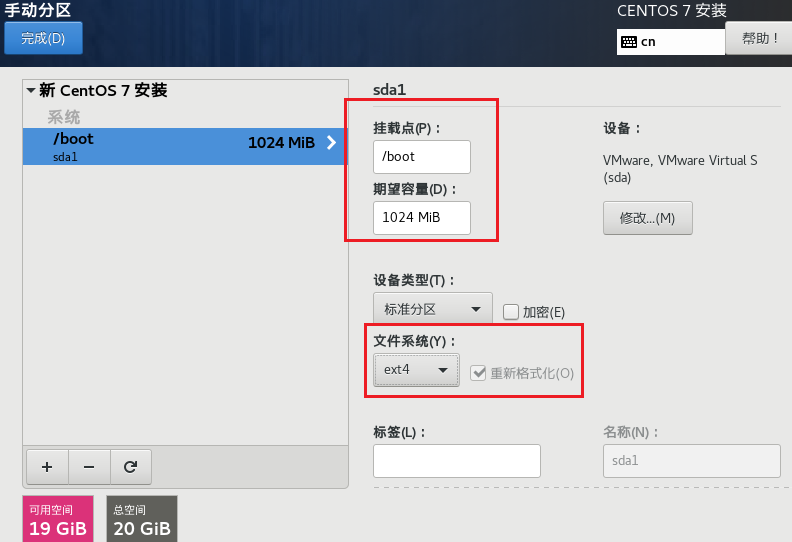 手动分区
CENTOS 7 安装
完成(D)
cn
帮助！
新 CentOS 7 安装
系统
/boot
1024 MiB
sda1
sda1
挂载点(P)：
/boot
期望容量(D)：
1024 MiB
设备：
VMware, VMware Virtual S
(sda)
修改...(M)
设备类型(T)：
标准分区
加密(E)
文件系统(Y)：
ext4
重新格式化(O)
标签(L)：
名称(N)：
sda1
可用空间
19 GiB
总空间
20 GiB